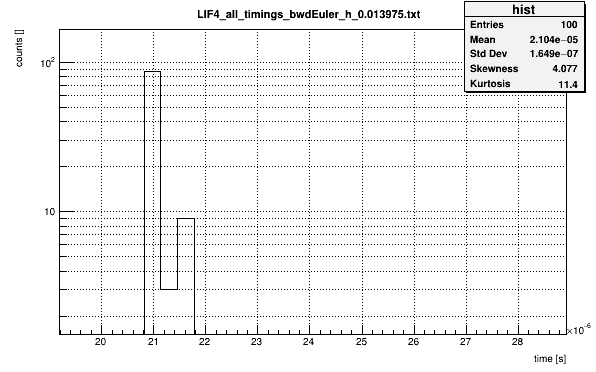 LIF4_all_timings_bwdEuler_h_0.013975.txt
hist
Entries 100
Mean 2.104e−05
Std Dev 1.649e−07
Skewness 4.077
Kurtosis 11.4
counts []
10²
10
20 21 22 23 24 25 26 27 28
×10⁻⁶
time [s]